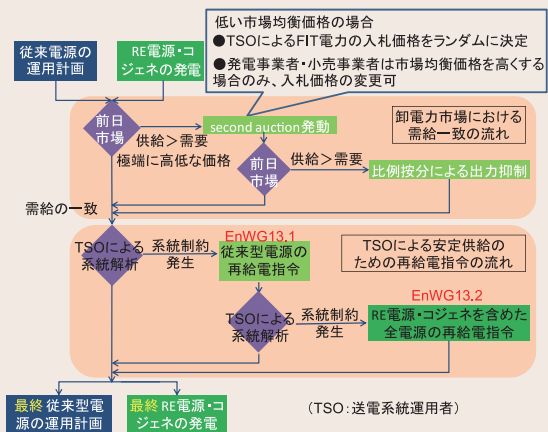 低い市場均衡価格の場合
●TSOによるFIT電力の入札価格をランダムに決定
●発電事業者・小売事業者は市場均衡価格を高くする
場合のみ、入札価格の変更可
従来電源の
運用計画
RE電源・コ
ジェネの発電
前日
市場
second auction発動
供給＞需要
極端に高低な価格
卸電力市場における
需給一致の流れ
前日
市場
供給＞需要
比例按分による出力抑制
需給の一致
TSOによる
系統解析
系統制約
発生
EnWG13.1
従来型電源の
再給電指令
TSOによる安定供給の
ための再給電指令の流れ
TSOによる
系統解析
系統制約
発生
EnWG13.2
RE電源・コジェネを含めた
全電源の再給電指令
最終 従来型電
源の運用計画
最終 RE電源・コ
ジェネの発電
（TSO：送電系統運用者）